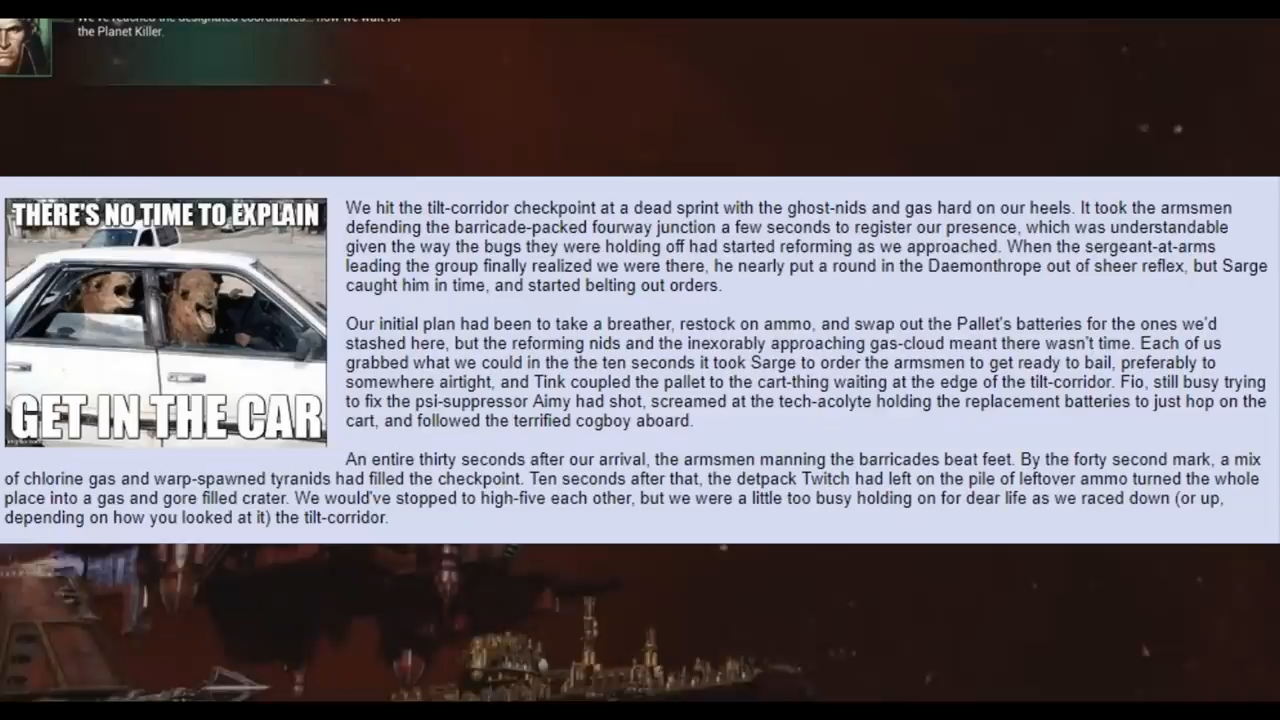 We've reached the designated coordinates... now we wait for
the Planet Killer.
THERE'S NO TIME TO EXPLAIN
GET IN THE CAR
We hit the tilt-corridor checkpoint at a dead sprint with the ghost-nids and gas hard on our heels. It took the armsmen
defending the barricade-packed fourway junction a few seconds to register our presence, which was understandable
given the way the bugs they were holding off had started reforming as we approached. When the sergeant-at-arms
leading the group finally realized we were there, he nearly put a round in the Daemonthrope out of sheer reflex, but Sarge
caught him in time, and started belting out orders.
Our initial plan had been to take a breather, restock on ammo, and swap out the Pallet's batteries for the ones we'd
stashed here, but the reforming nids and the inexorably approaching gas-cloud meant there wasn't time. Each of us
grabbed what we could in the the ten seconds it took Sarge to order the armsmen to get ready to bail, preferably to
somewhere airtight, and Tink coupled the pallet to the cart-thing waiting at the edge of the tilt-corridor. Fio, still busy trying
to fix the psi-suppressor Aimy had shot, screamed at the tech-acolyte holding the replacement batteries to just hop on the
cart, and followed the terrified cogboy aboard.
An entire thirty seconds after our arrival, the armsmen manning the barricades beat feet. By the forty second mark, a mix
of chlorine gas and warp-spawned tyranids had filled the checkpoint. Ten seconds after that, the detpack Twitch had left on the pile of leftover ammo turned the whole
place into a gas and gore filled crater. We would've stopped to high-five each other, but we were a little too busy holding on for dear life as we raced down (or up,
depending on how you looked at it) the tilt-corridor.